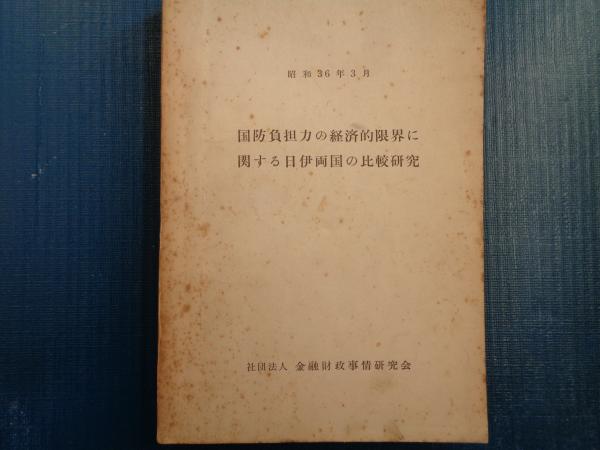 昭和36年3月
国防負担力の経済的限界に
関する日伊両国の比較研究
社団法人 金融財政事情研究会